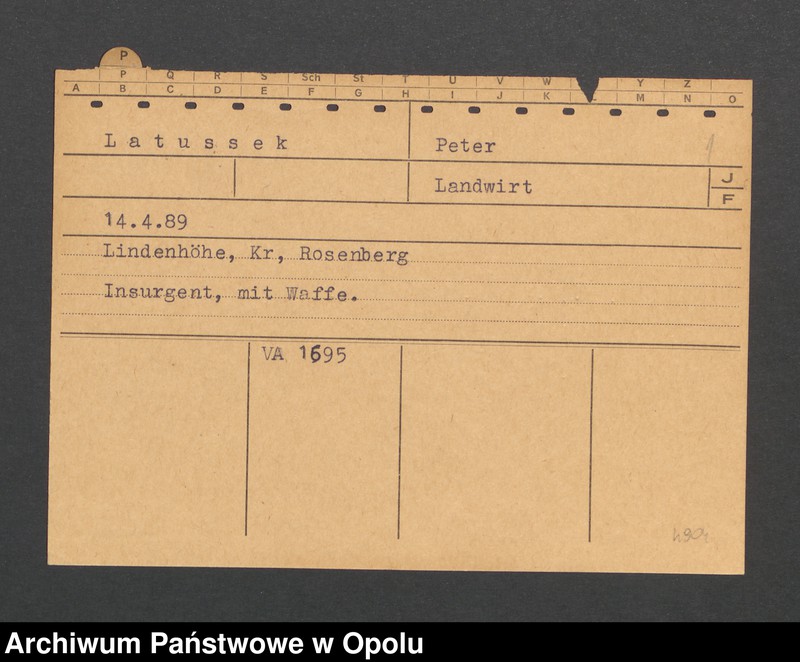 P
P Q R S Sch St T U V W Y Z
A B C D E F G H I J K M N O
Latussek Peter
Landwirt J
F
14.4.89
Lindenhöhe, Kr, Rosenberg
Insurgent, mit Waffe.
VA 1695
Archiwum Państwowe w Opolu